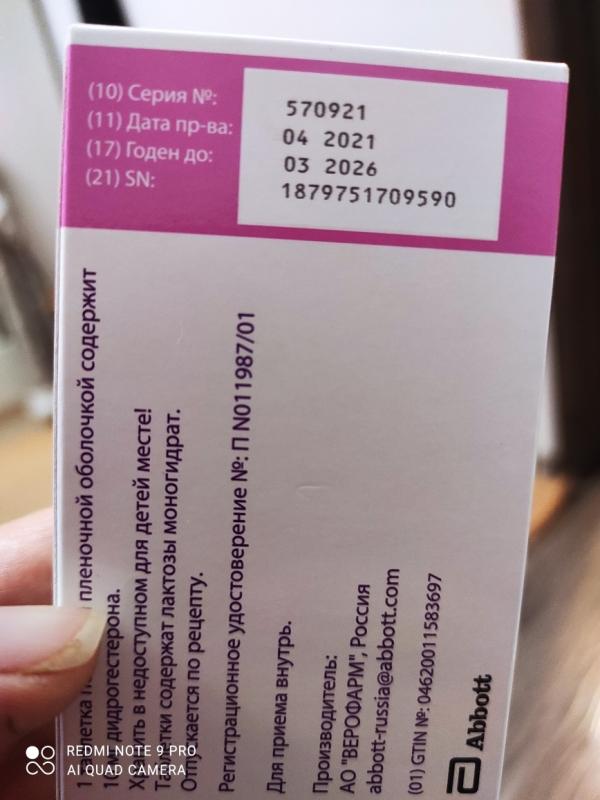 (10) Серия №: 570921
(11) Дата пр-ва: 04 2021
(17) Годен до: 03 2026
(21) SN: 1879751709590
1 пленочной оболочкой содержит
дидрогестерона.
в недоступном для детей месте!
содержат лактозы моногидрат.
Отпускается по рецепту.
Регистрационное удостоверение №: П N011987/01
Для приема внутрь.
Производитель:
АО "ВЕРОФАРМ", Россия
abbott-russia@abbott.com
(01) GTIN №: 04620011583697
Abbott
REDMI NOTE 9 PRO
AI QUAD CAMERA